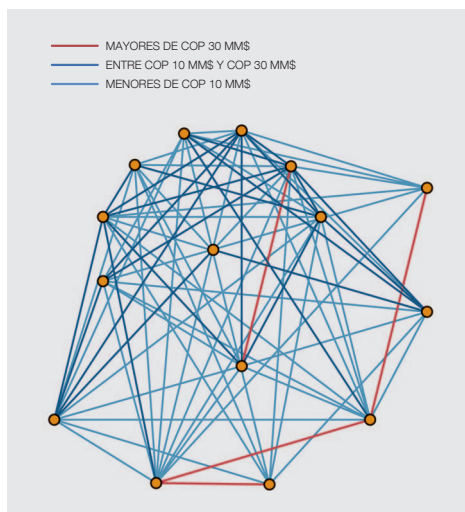 MAYORES DE COP 30 MM$
ENTRE COP 10 MM$ Y COP 30 MM$
MENORES DE COP 10 MM$